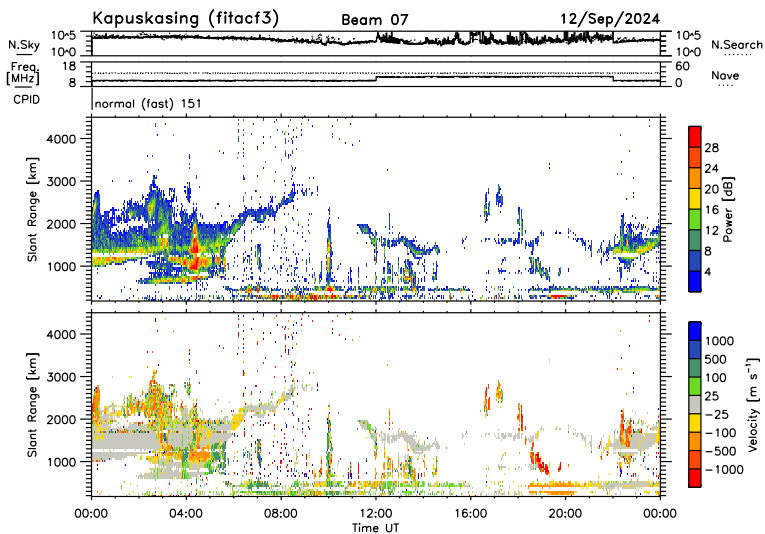 Kapuskasing (fitacf3) Beam 07 12/Sep/2024
N.Sky 10^5 10^0 10^5 10^0 N.Search
Freq. [MHz] 18 8 60 0 Nave
CPID normal (fast) 151
Slant Range [km] 4000 3000 2000 1000
Power [dB] 28 24 20 16 12 8 4
Slant Range [km] 4000 3000 2000 1000
Velocity [m s⁻¹] 1000 500 100 25 −25 −100 −500 −1000
00:00 04:00 08:00 12:00 16:00 20:00 00:00
Time UT